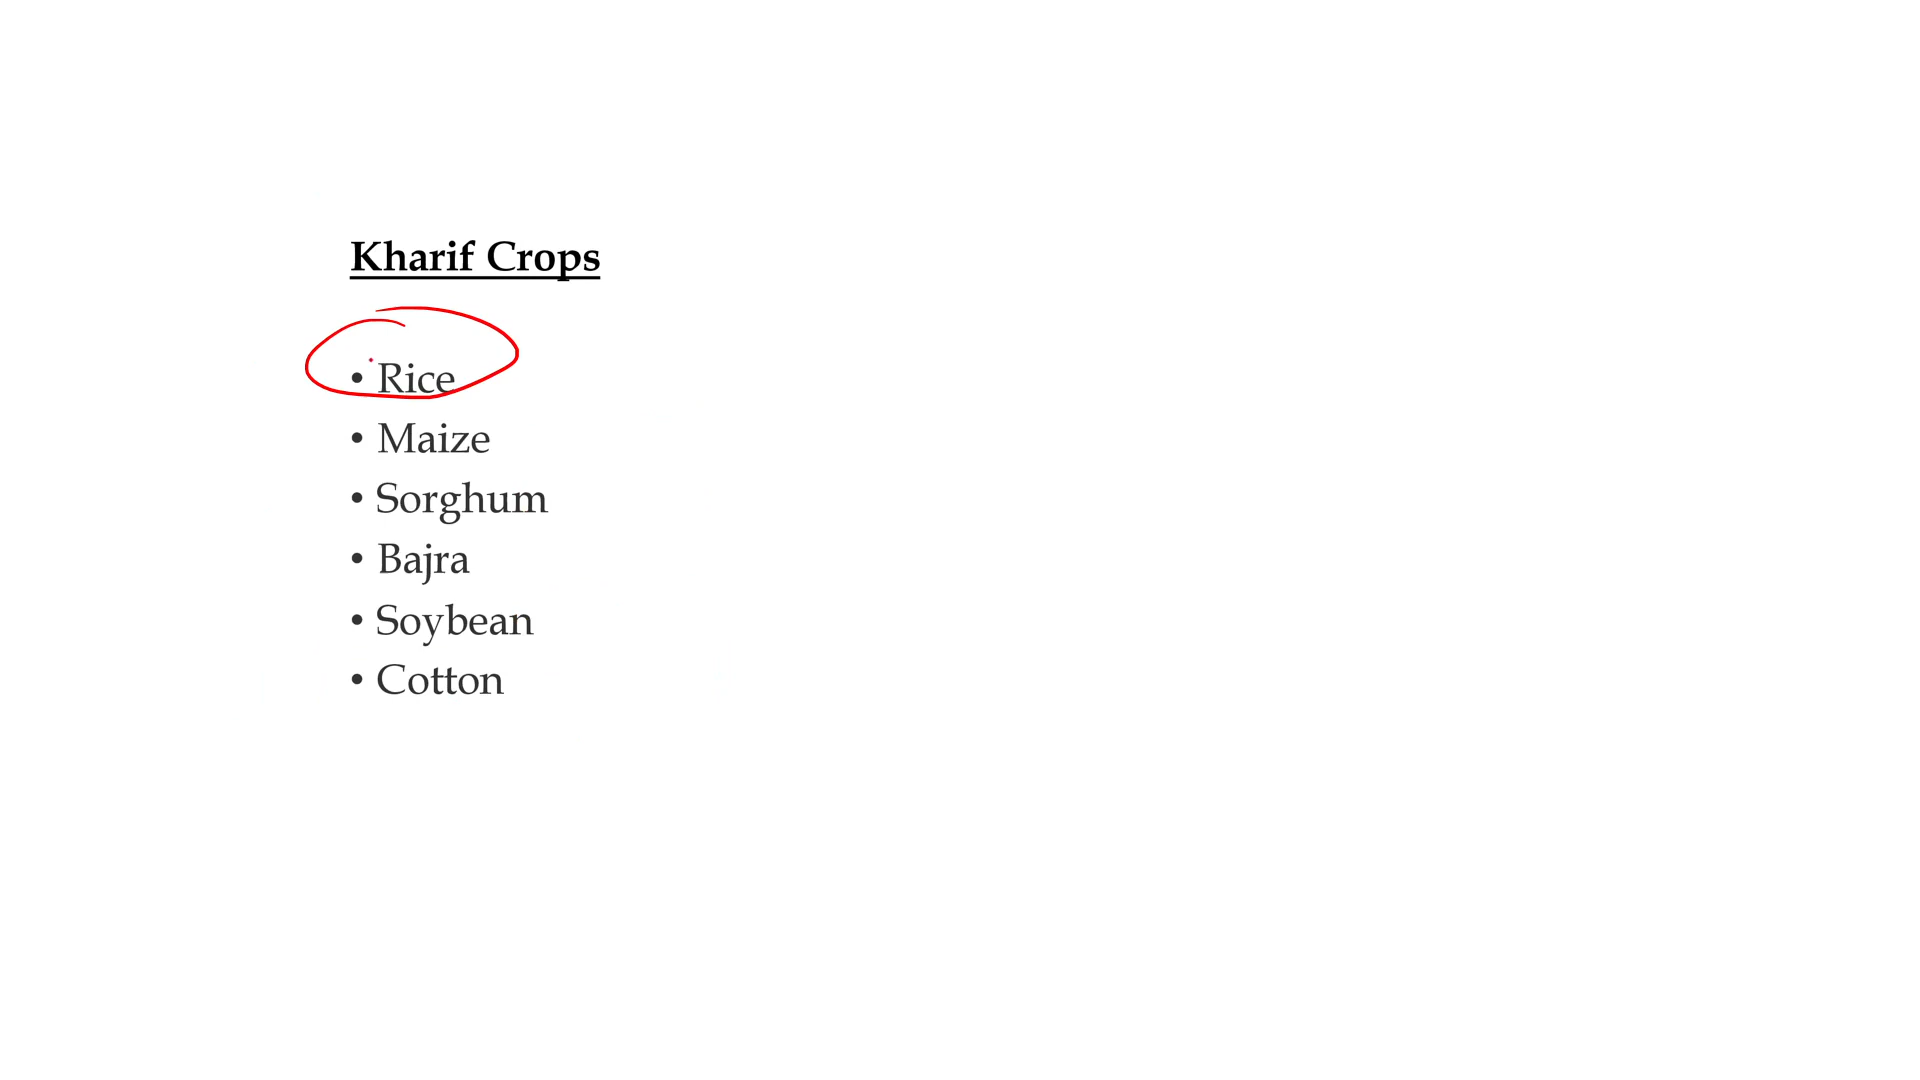 Kharif Crops
• Rice
• Maize
• Sorghum
• Bajra
• Soybean
• Cotton